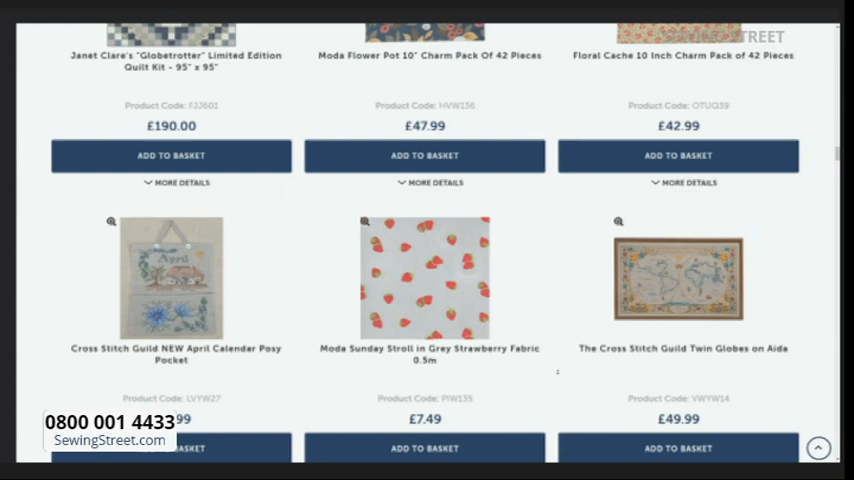 SEWING STREET
Janet Clare's "Globetrotter" Limited Edition
Quilt Kit - 95" x 95"
Moda Flower Pot 10" Charm Pack Of 42 Pieces
Floral Cache 10 Inch Charm Pack of 42 Pieces
Product Code: FJJ601
Product Code: HVW156
Product Code: OTUQ39
£190.00
£47.99
£42.99
ADD TO BASKET
ADD TO BASKET
ADD TO BASKET
MORE DETAILS
MORE DETAILS
MORE DETAILS
April
Cross Stitch Guild NEW April Calendar Posy
Pocket
Moda Sunday Stroll in Grey Strawberry Fabric
0.5m
The Cross Stitch Guild Twin Globes on Aida
Product Code: LVYW27
Product Code: PIW135
Product Code: VWYW14
99
£7.49
£49.99
0800 001 4433
SewingStreet.com
BASKET
ADD TO BASKET
ADD TO BASKET